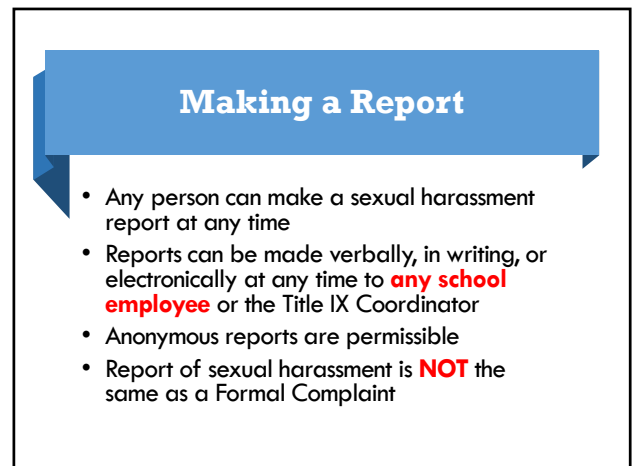 Making a Report
• Any person can make a sexual harassment
report at any time
• Reports can be made verbally, in writing, or
electronically at any time to any school
employee or the Title IX Coordinator
• Anonymous reports are permissible
• Report of sexual harassment is NOT the
same as a Formal Complaint